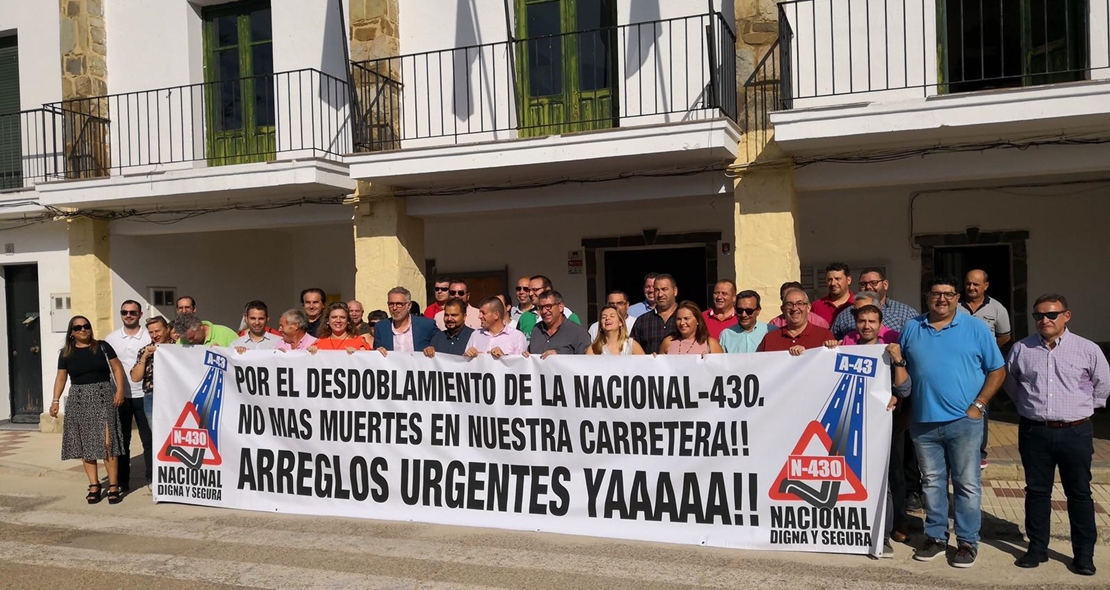 A-43
N-430
NACIONAL
DIGNA Y SEGURA
POR EL DESDOBLAMIENTO DE LA NACIONAL-430.
NO MAS MUERTES EN NUESTRA CARRETERA!!
ARREGLOS URGENTES YAAAAA!!
A-43
N-430
NACIONAL
DIGNA Y SEGURA